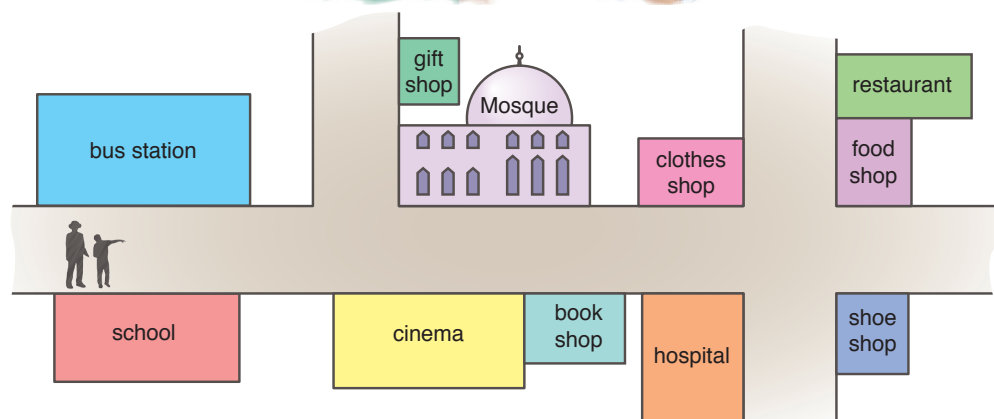 gift
shop
Mosque
restaurant
bus station
clothes
shop
food
shop
school
cinema
book
shop
hospital
shoe
shop